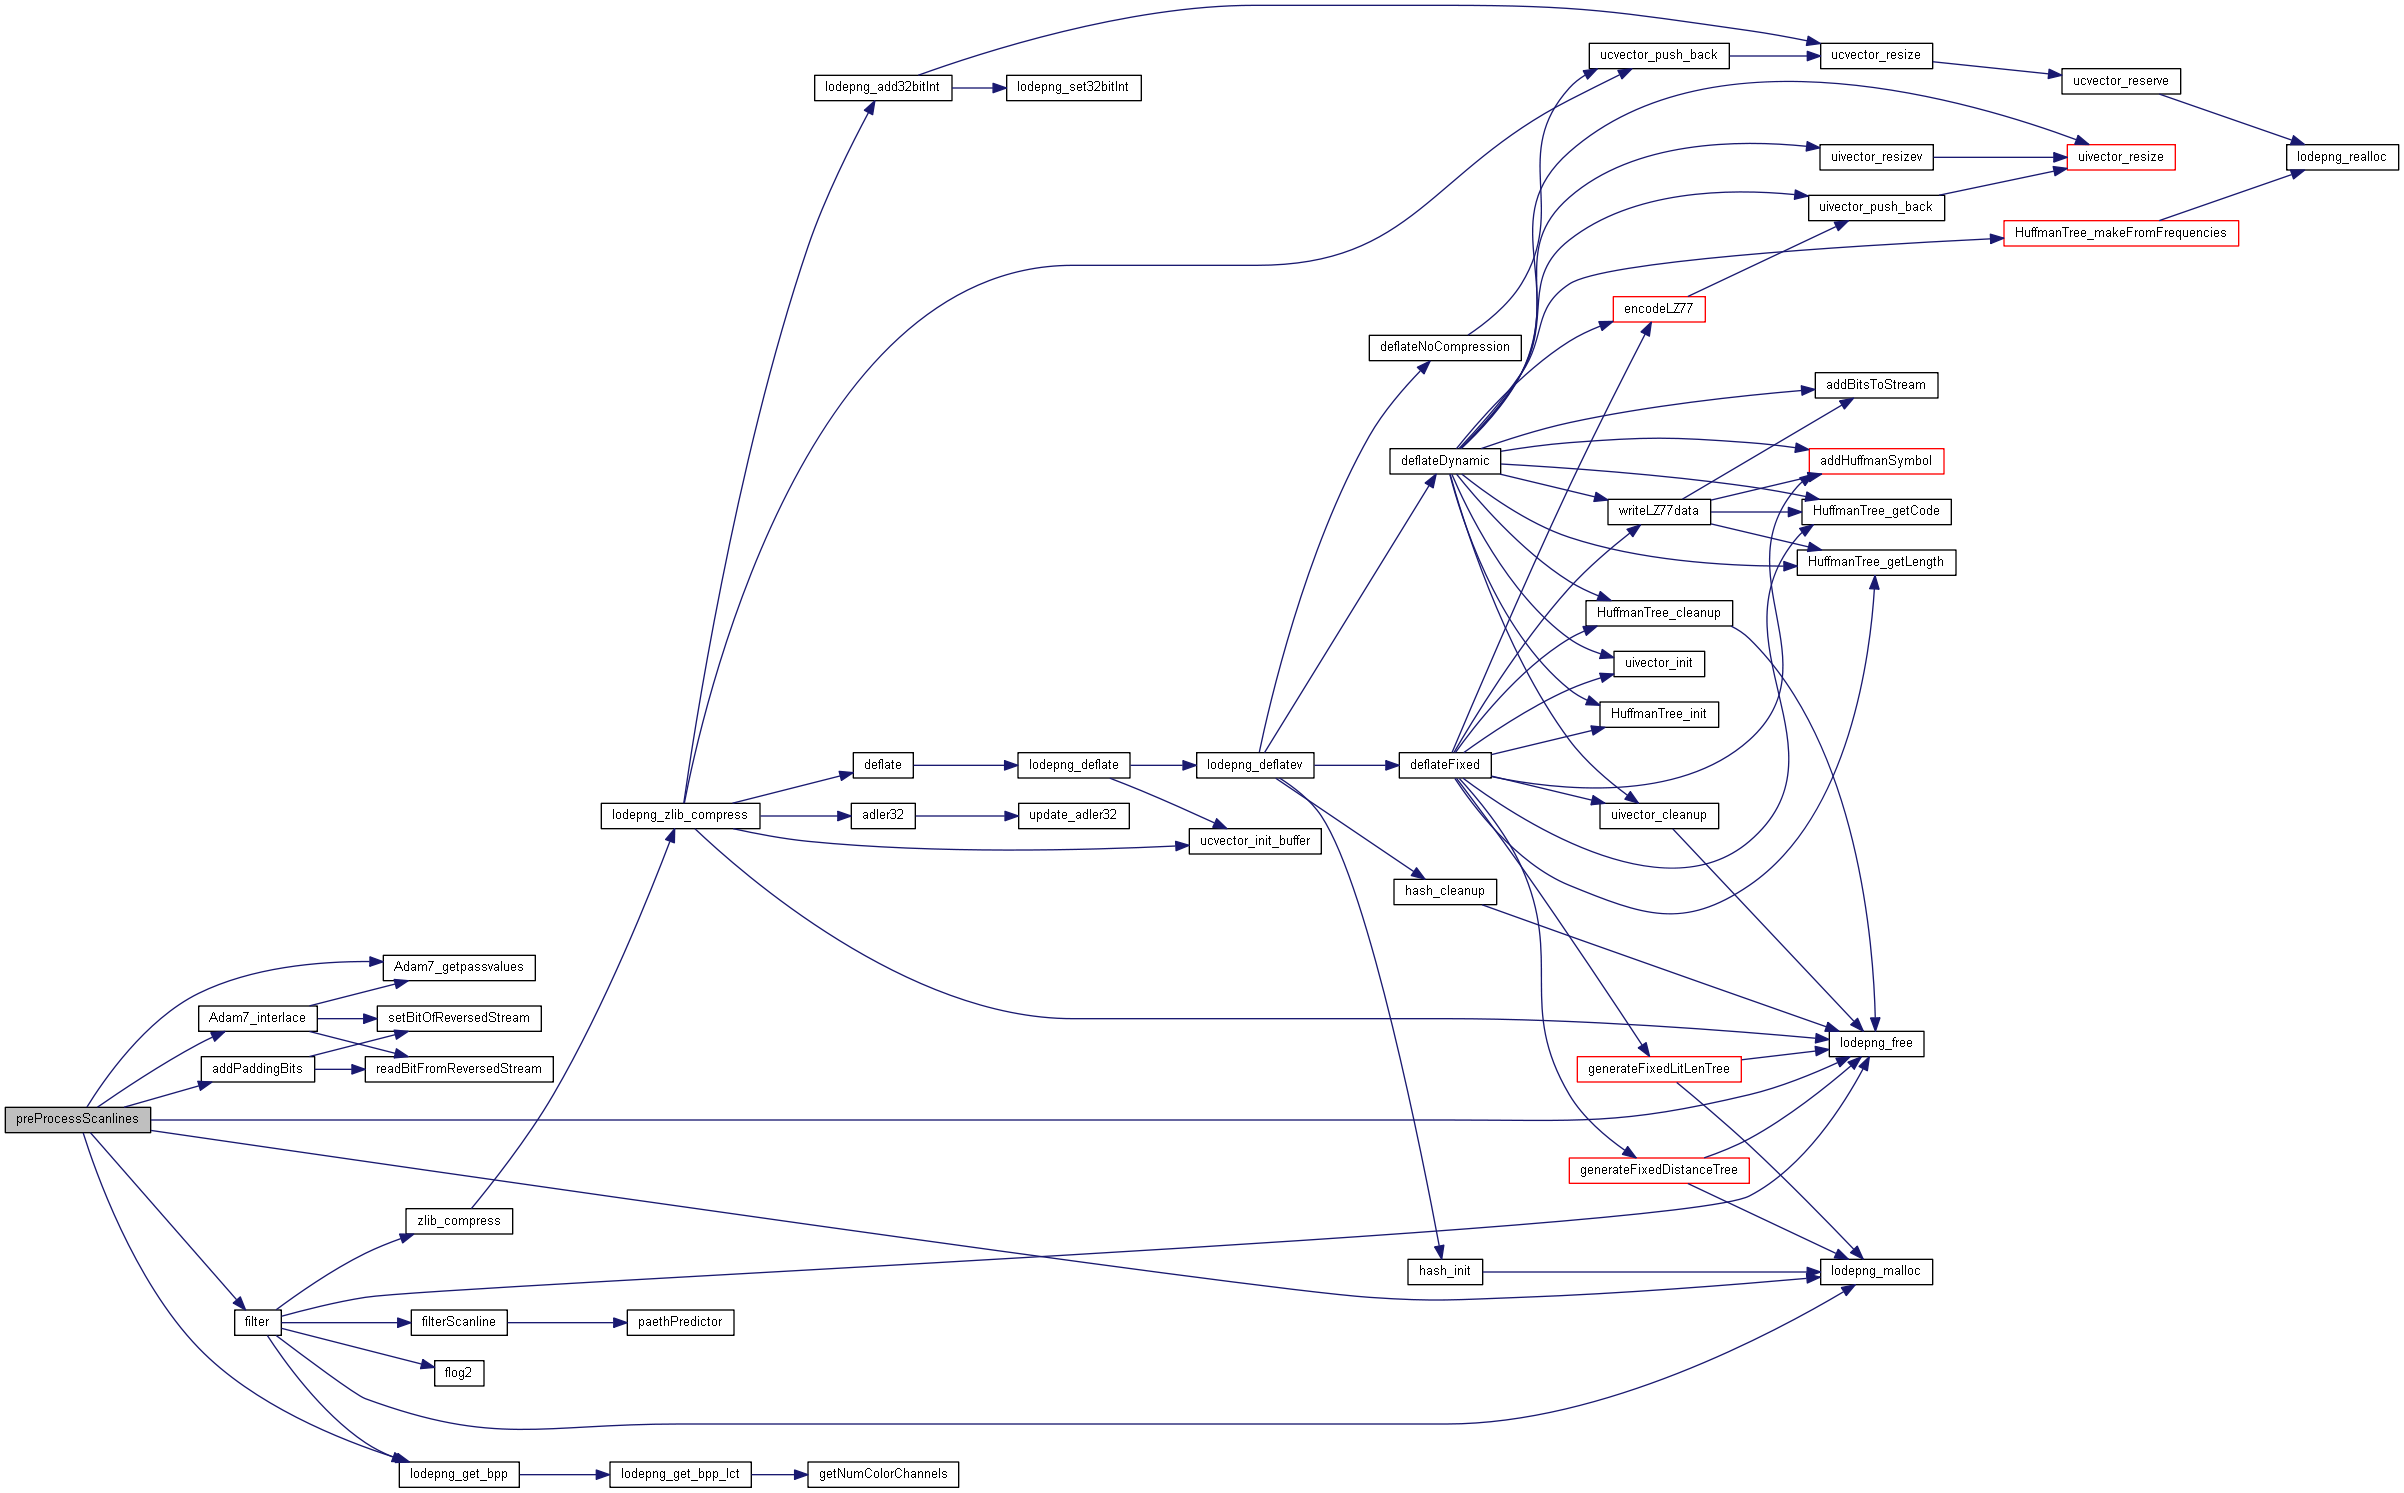 ucvector_push_back
ucvector_resize
ucvector_reserve
lodepng_add32bitInt
lodepng_set32bitInt
uivector_resizev
uivector_resize
lodepng_realloc
uivector_push_back
HuffmanTree_makeFromFrequencies
encodeLZ77
deflateNoCompression
addBitsToStream
deflateDynamic
addHuffmanSymbol
writeLZ77data
HuffmanTree_getCode
HuffmanTree_getLength
HuffmanTree_cleanup
uivector_init
HuffmanTree_init
deflate
lodepng_deflate
lodepng_deflatev
deflateFixed
lodepng_zlib_compress
adler32
update_adler32
uivector_cleanup
ucvector_init_buffer
hash_cleanup
Adam7_getpassvalues
Adam7_interlace
setBitOfReversedStream
lodepng_free
addPaddingBits
readBitFromReversedStream
generateFixedLitLenTree
preProcessScanlines
generateFixedDistanceTree
zlib_compress
hash_init
lodepng_malloc
filter
filterScanline
paethPredictor
flog2
lodepng_get_bpp
lodepng_get_bpp_lct
getNumColorChannels